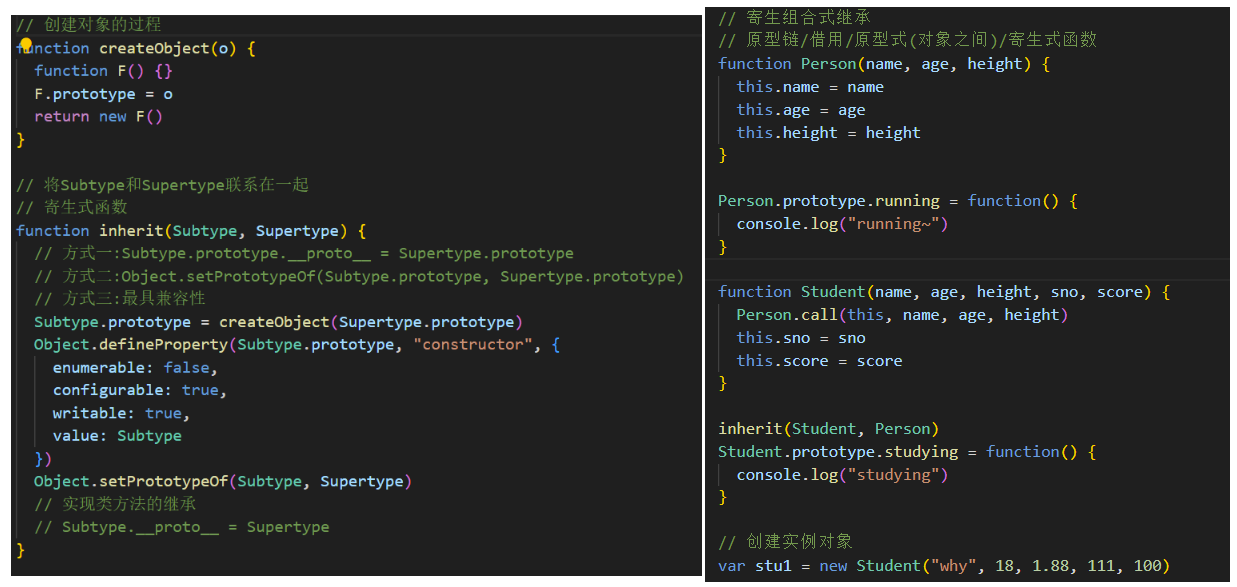 // 创建对象的过程
function createObject(o) {
  function F() {}
  F.prototype = o
  return new F()
}

// 将Subtype和Supertype联系在一起
// 寄生式函数
function inherit(Subtype, Supertype) {
  // 方式一:Subtype.prototype.__proto__ = Supertype.prototype
  // 方式二:Object.setPrototypeOf(Subtype.prototype, Supertype.prototype)
  // 方式三:最具兼容性
  Subtype.prototype = createObject(Supertype.prototype)
  Object.defineProperty(Subtype.prototype, "constructor", {
    enumerable: false,
    configurable: true,
    writable: true,
    value: Subtype
  })
  Object.setPrototypeOf(Subtype, Supertype)
  // 实现类方法的继承
  // Subtype.__proto__ = Supertype
}

// 寄生组合式继承
// 原型链/借用/原型式(对象之间)/寄生式函数
function Person(name, age, height) {
  this.name = name
  this.age = age
  this.height = height
}

Person.prototype.running = function() {
  console.log("running~")
}

function Student(name, age, height, sno, score) {
  Person.call(this, name, age, height)
  this.sno = sno
  this.score = score
}

inherit(Student, Person)
Student.prototype.studying = function() {
  console.log("studying")
}

// 创建实例对象
var stu1 = new Student("why", 18, 1.88, 111, 100)